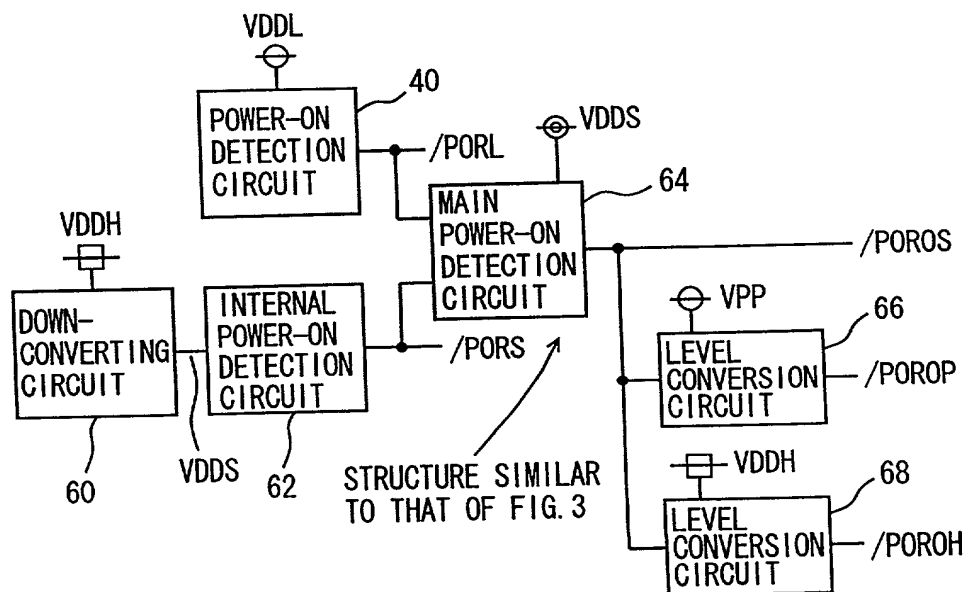 VDDL
40
POWER-ON
DETECTION
CIRCUIT
/PORL
VDDS
64
MAIN
POWER-ON
DETECTION
CIRCUIT
/POROS
VDDH
DOWN-
CONVERTING
CIRCUIT
60
VDDS
INTERNAL
POWER-ON
DETECTION
CIRCUIT
62
/PORS
STRUCTURE SIMILAR
TO THAT OF FIG. 3
VPP
66
LEVEL
CONVERSION
CIRCUIT
/POROP
VDDH
68
LEVEL
CONVERSION
CIRCUIT
/POROH